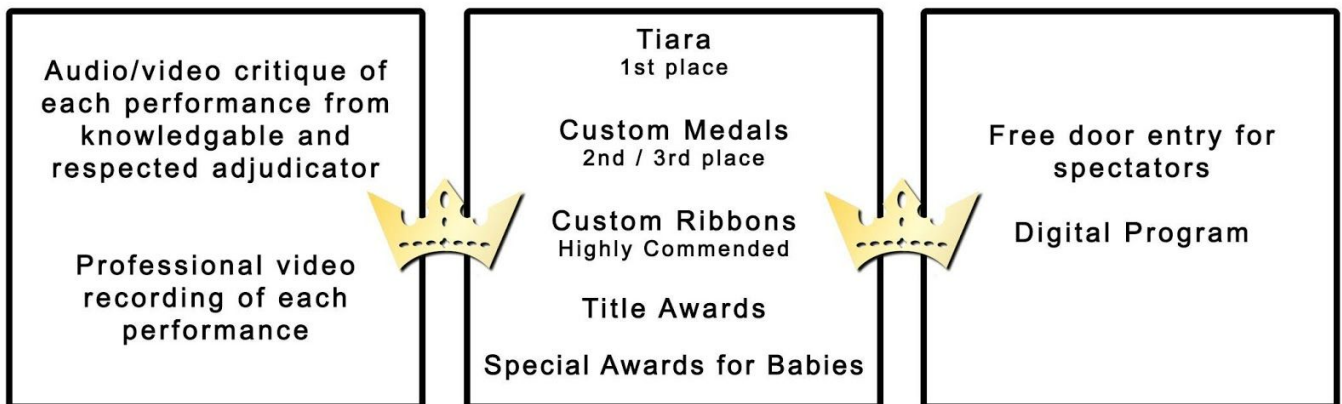 Audio/video critique of
each performance from
knowledgable and
respected adjudicator
Professional video
recording of each
performance
Tiara
1st place
Custom Medals
2nd / 3rd place
Custom Ribbons
Highly Commended
Title Awards
Special Awards for Babies
Free door entry for
spectators
Digital Program